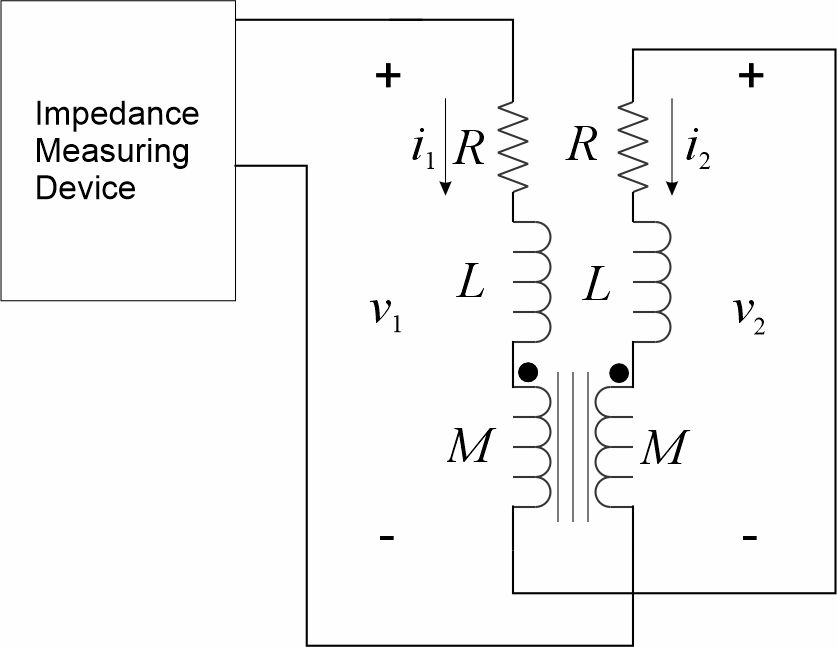 Impedance
Measuring
Device
+
+
i1
R
R
i2
L
L
v1
v2
M
M
-
-